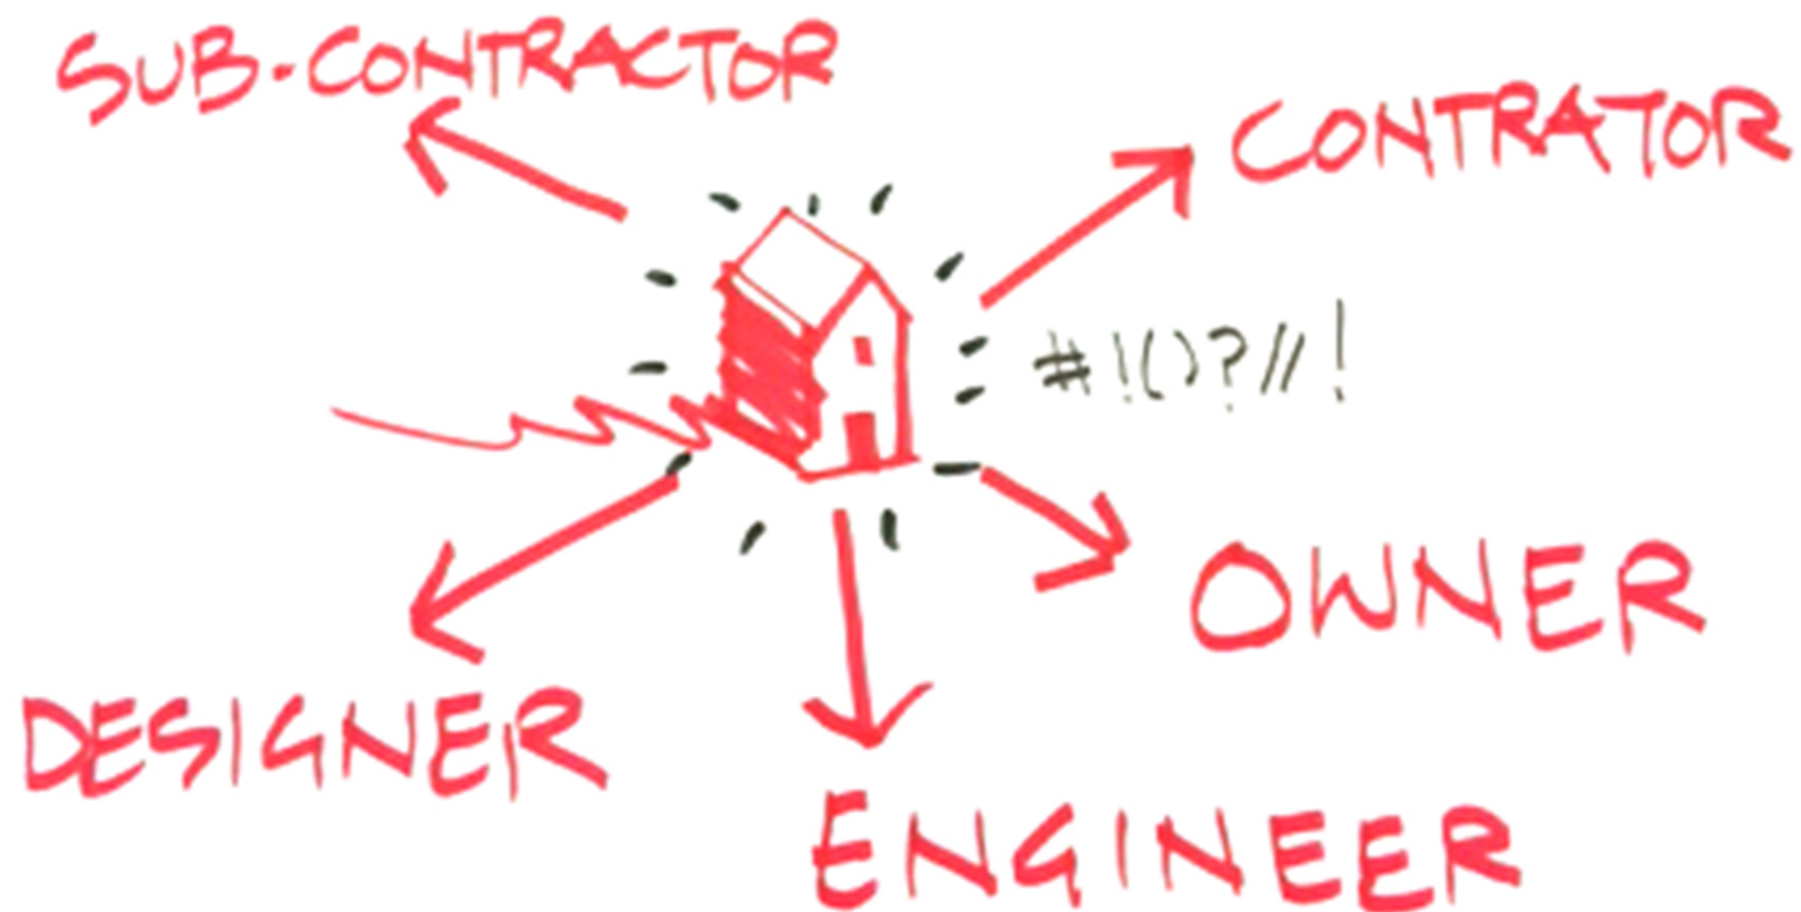 SUB-CONTRACTOR
CONTRATOR
#!()?//!
OWNER
DESIGNER
ENGINEER